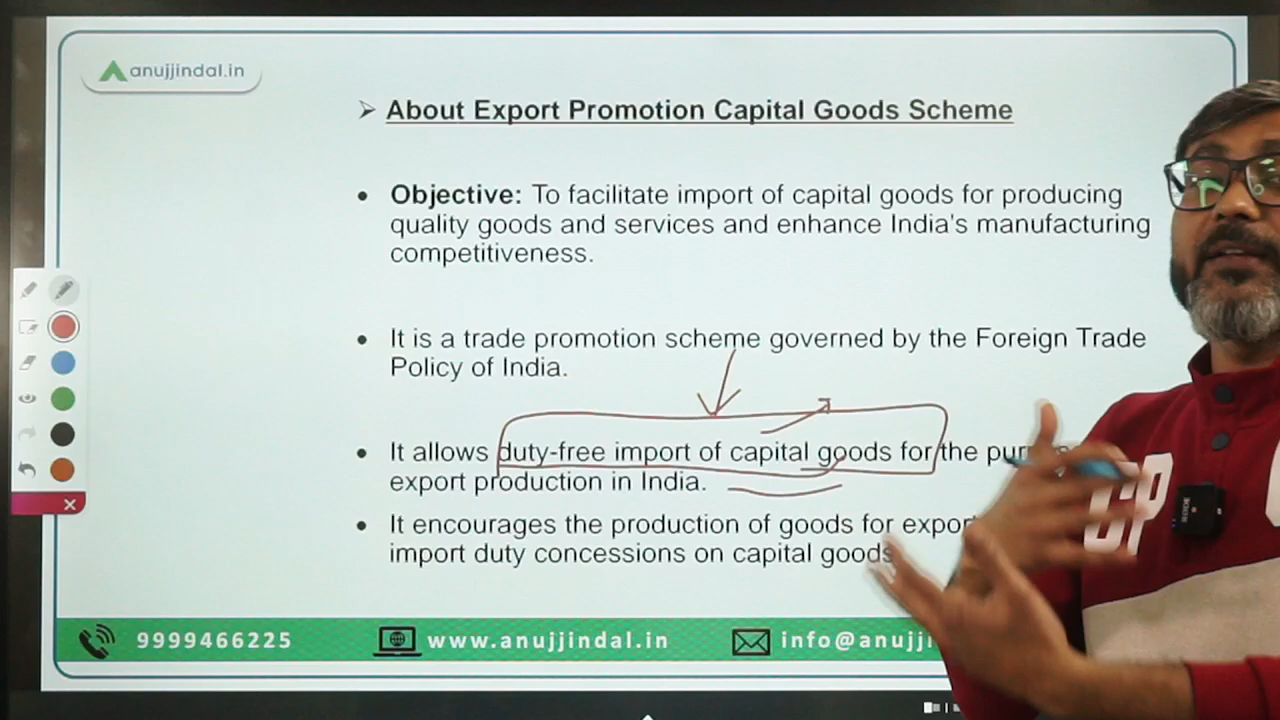 anujjindal.in
About Export Promotion Capital Goods Scheme
Objective: To facilitate import of capital goods for producing
quality goods and services and enhance India's manufacturing
competitiveness.
It is a trade promotion scheme governed by the Foreign Trade
Policy of India.
It allows duty-free import of capital goods for the
export production in India.
It encourages the production of goods for
import duty concessions on capital goods
9999466225
www.anujjindal.in